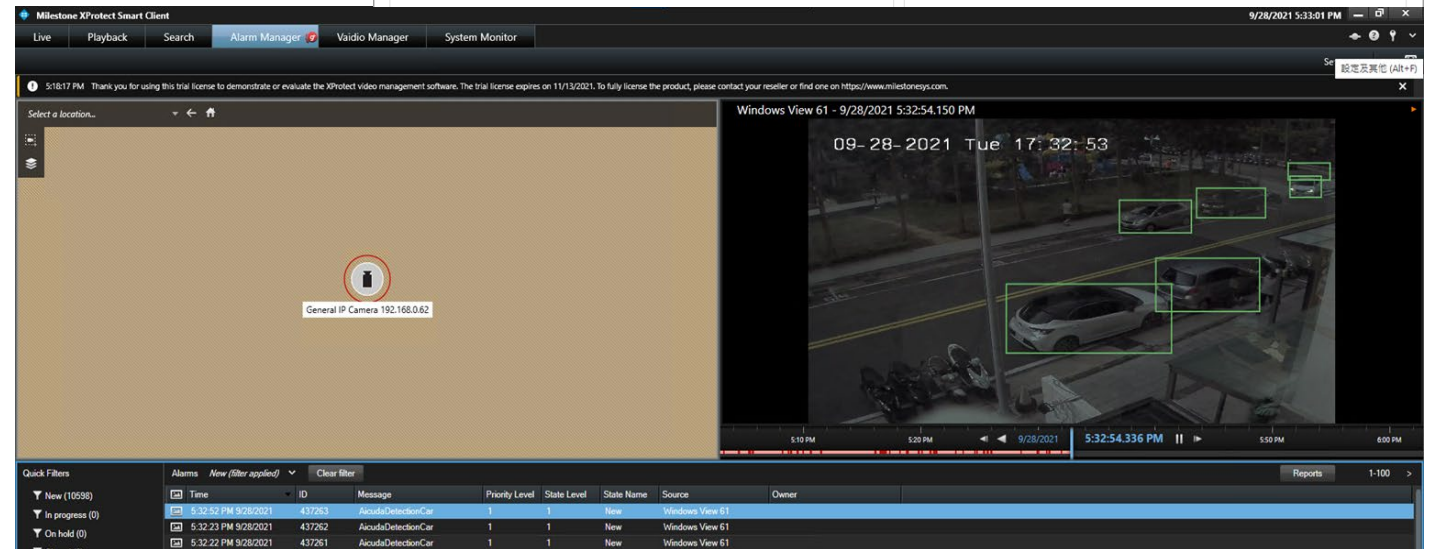 Milestone XProtect Smart Client
9/28/2021 5:33:01 PM
Live Playback Search Alarm Manager Vaidio Manager System Monitor
Se
設定及其他 (Alt+F)
5:18:17 PM Thank you for using this trial license to demonstrate or evaluate the XProtect video management software. The trial license expires on 11/13/2021. To fully license the product, please contact your reseller or find one on https://www.milestonesys.com.
Select a location...
Windows View 61 - 9/28/2021 5:32:54.150 PM
09-28-2021 Tue 17:32:53
General IP Camera 192.168.0.62
5:10 PM 5:20 PM 9/28/2021 5:32:54.336 PM 5:50 PM 6:00 PM
Quick Filters
Alarms New (filter applied) Clear filter Reports 1-100
New (10598)
In progress (0)
On hold (0)
Time ID Message Priority Level State Level State Name Source Owner
5:32:52 PM 9/28/2021 437263 AicudaDetectionCar 1 1 New Windows View 61
5:32:23 PM 9/28/2021 437262 AicudaDetectionCar 1 1 New Windows View 61
5:32:22 PM 9/28/2021 437261 AicudaDetectionCar 1 1 New Windows View 61